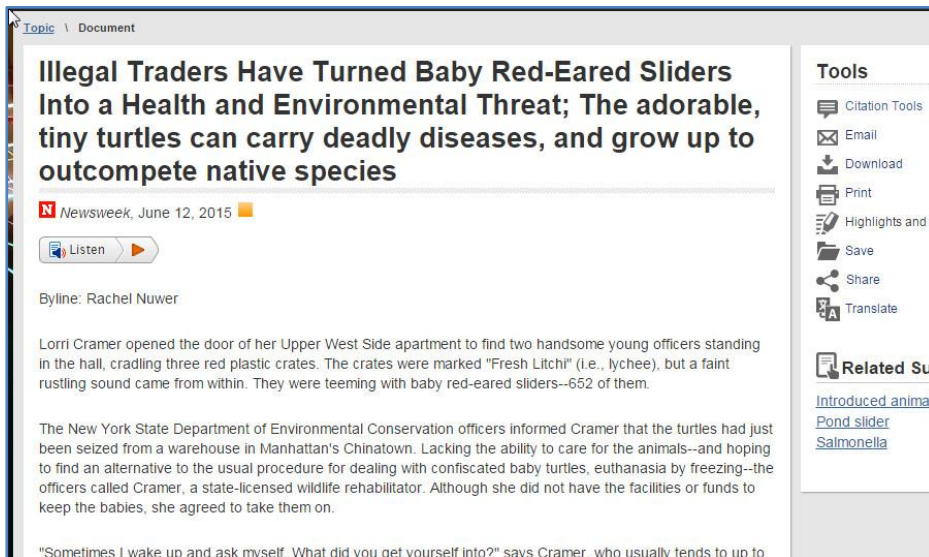 Topic \ Document
Illegal Traders Have Turned Baby Red-Eared Sliders
Into a Health and Environmental Threat; The adorable,
tiny turtles can carry deadly diseases, and grow up to
outcompete native species
N Newsweek, June 12, 2015
Listen
Byline: Rachel Nuwer
Lorri Cramer opened the door of her Upper West Side apartment to find two handsome young officers standing
in the hall, cradling three red plastic crates. The crates were marked "Fresh Litchi" (i.e., lychee), but a faint
rustling sound came from within. They were teeming with baby red-eared sliders--652 of them.
The New York State Department of Environmental Conservation officers informed Cramer that the turtles had just
been seized from a warehouse in Manhattan's Chinatown. Lacking the ability to care for the animals--and hoping
to find an alternative to the usual procedure for dealing with confiscated baby turtles, euthanasia by freezing--the
officers called Cramer, a state-licensed wildlife rehabilitator. Although she did not have the facilities or funds to
keep the babies, she agreed to take them on.
"Sometimes I wake up and ask myself, What did you get yourself into?" says Cramer, who usually tends to up to
Tools
Citation Tools
Email
Download
Print
Highlights and
Save
Share
Translate
Related Su
Introduced anima
Pond slider
Salmonella